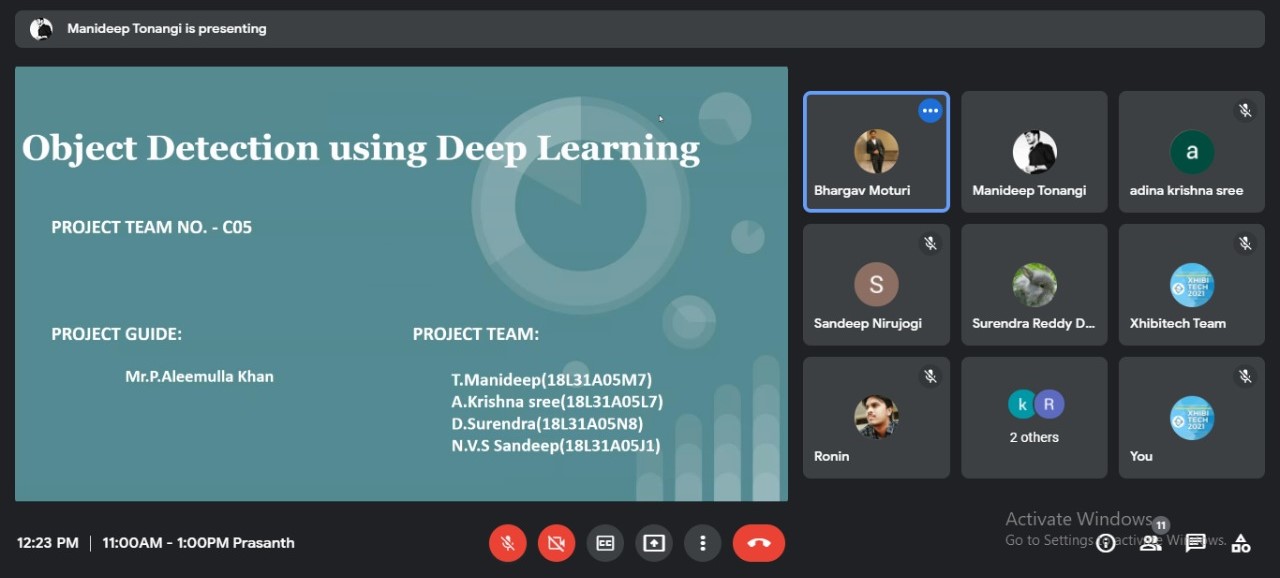 Manideep Tonangi is presenting
Object Detection using Deep Learning
PROJECT TEAM NO. - C05
PROJECT GUIDE:
Mr.P.Aleemulla Khan
PROJECT TEAM:
T.Manideep(18L31A05M7)
A.Krishna sree(18L31A05L7)
D.Surendra(18L31A05N8)
N.V.S Sandeep(18L31A05J1)
Bhargav Moturi
Manideep Tonangi
a
adina krishna sree
S
Sandeep Nirujogi
Surendra Reddy D...
XHIBI TECH 2021
Xhibitech Team
Ronin
k R
2 others
XHIBI TECH 2021
You
12:23 PM | 11:00AM - 1:00PM Prasanth
CC
Activate Windows
11
Go to Settings to activate Windows.